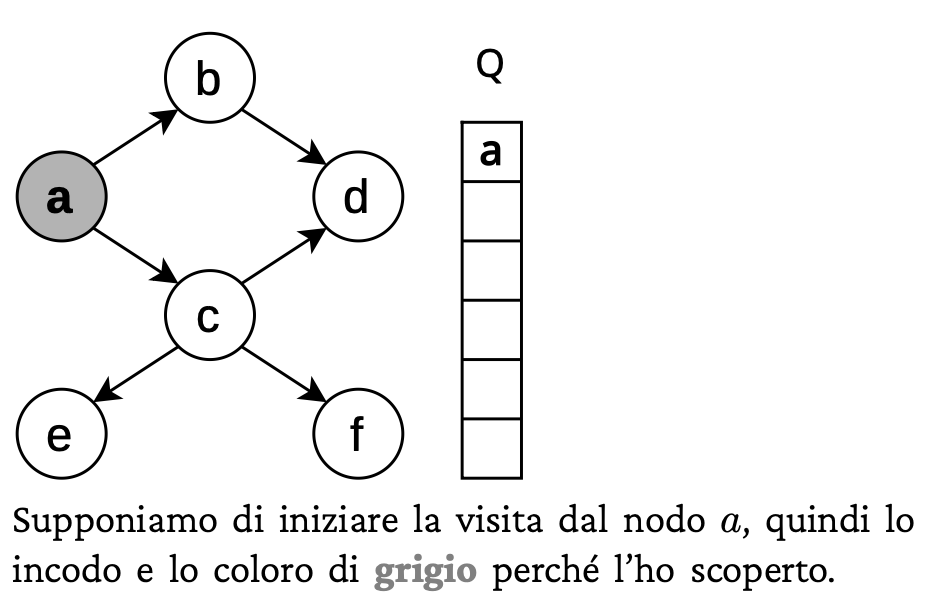 b
Q
a
a
d
c
e
f
Supponiamo di iniziare la visita dal nodo a, quindi lo
incodo e lo coloro di grigio perché l'ho scoperto.